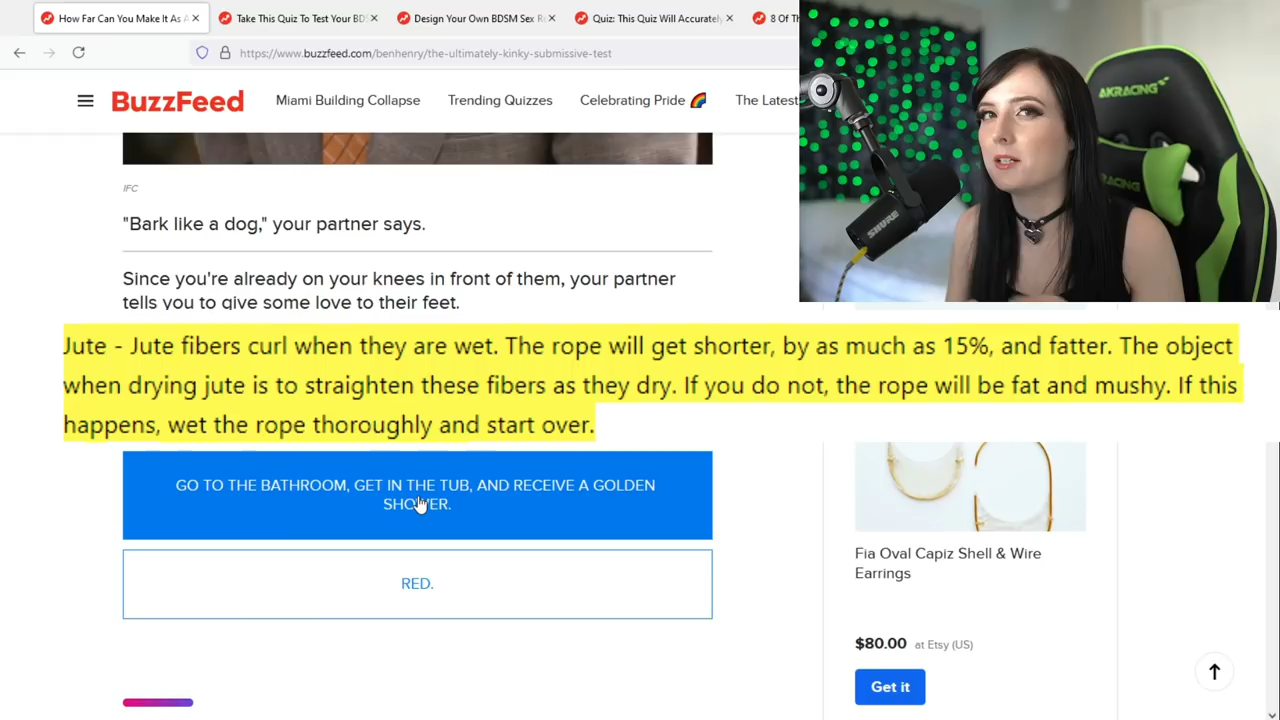 How Far Can You Make It As A
Take This Quiz To Test Your BD
Design Your Own BDSM Sex R
Quiz: This Quiz Will Accurately
8 Of Th
https://www.buzzfeed.com/benhenry/the-ultimately-kinky-submissive-test
BuzzFeed
Miami Building Collapse
Trending Quizzes
Celebrating Pride 🌈
The Latest
AKRACING
RACING
SHURE
IFC
"Bark like a dog," your partner says.
Since you're already on your knees in front of them, your partner
tells you to give some love to their feet.
Jute - Jute fibers curl when they are wet. The rope will get shorter, by as much as 15%, and fatter. The object
when drying jute is to straighten these fibers as they dry. If you do not, the rope will be fat and mushy. If this
happens, wet the rope thoroughly and start over.
GO TO THE BATHROOM, GET IN THE TUB, AND RECEIVE A GOLDEN
SHOWER.
RED.
Fia Oval Capiz Shell & Wire
Earrings
$80.00 at Etsy (US)
Get it